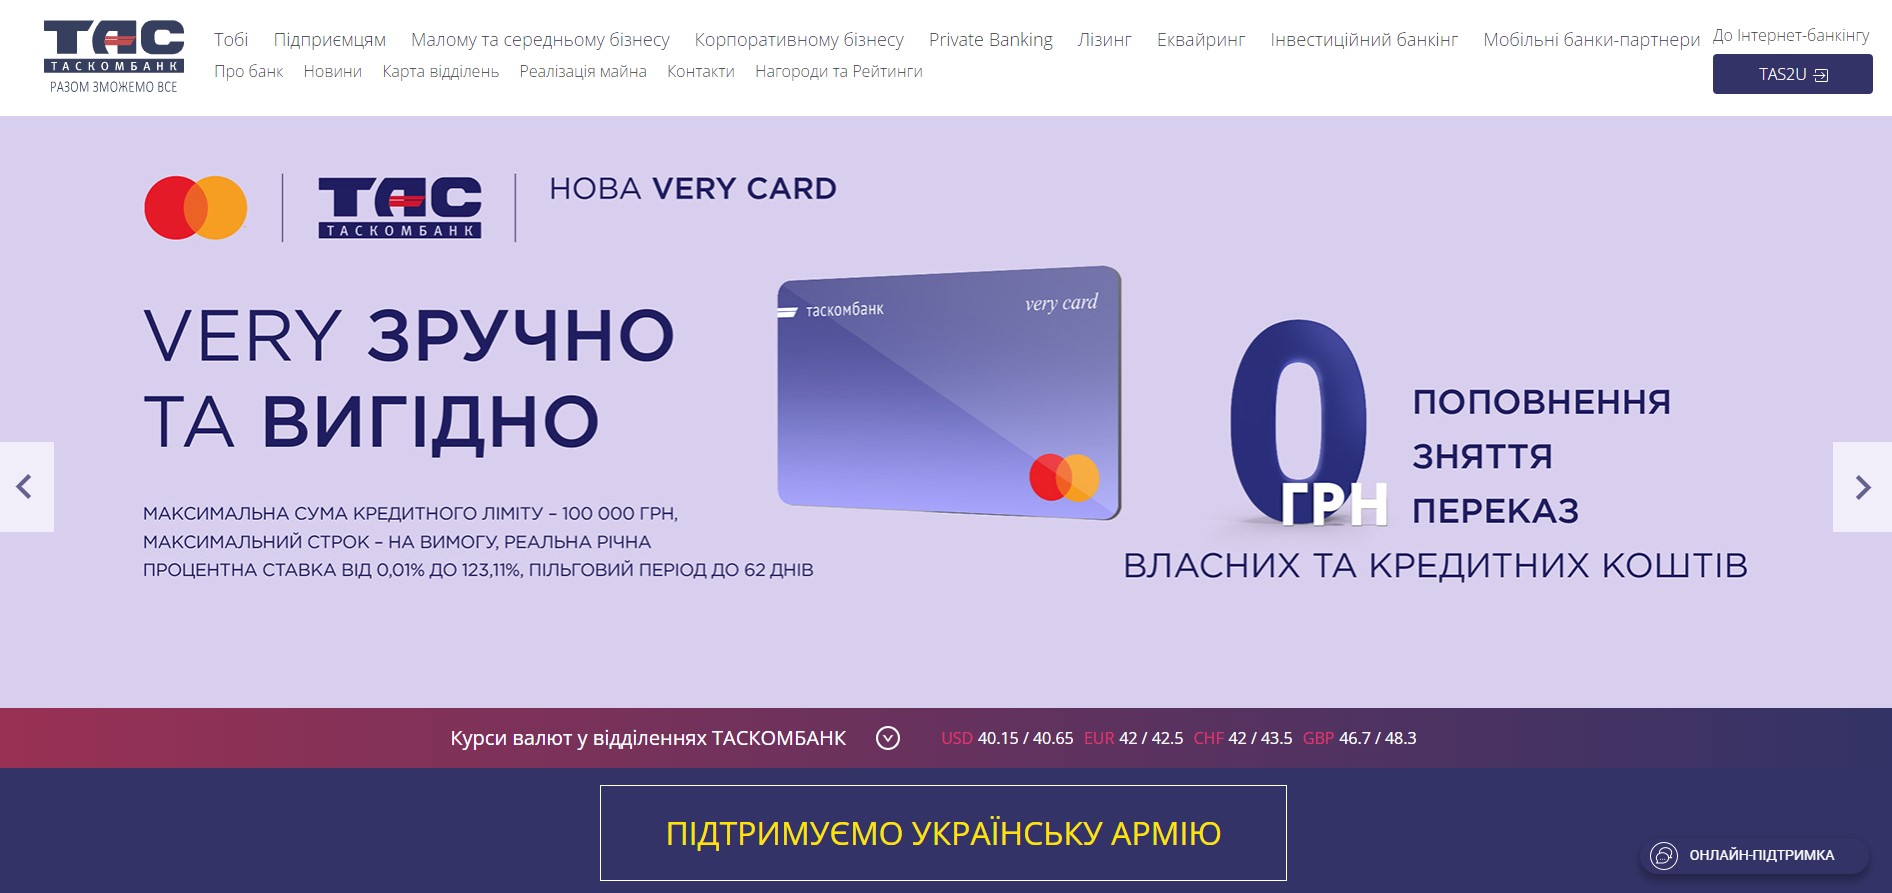 ТАС
ТАСКОМБАНК
РАЗОМ ЗМОЖЕМО ВСЕ
Тобі Підприємцям Малому та середньому бізнесу Корпоративному бізнесу Private Banking Лізинг Еквайринг Інвестиційний банкінг Мобільні банки-партнери
До Інтернет-банкінгу
Про банк Новини Карта відділень Реалізація майна Контакти Нагороди та Рейтинги
TAS2U
ТАС
ТАСКОМБАНК
НОВА VERY CARD
VERY ЗРУЧНО
ТА ВИГІДНО
МАКСИМАЛЬНА СУМА КРЕДИТНОГО ЛІМІТУ – 100 000 ГРН,
МАКСИМАЛЬНИЙ СТРОК – НА ВИМОГУ, РЕАЛЬНА РІЧНА
ПРОЦЕНТНА СТАВКА ВІД 0,01% ДО 123,11%, ПІЛЬГОВИЙ ПЕРІОД ДО 62 ДНІВ
таскомбанк very card
0 ГРН
ПОПОВНЕННЯ
ЗНЯТТЯ
ПЕРЕКАЗ
ВЛАСНИХ ТА КРЕДИТНИХ КОШТІВ
Курси валют у відділеннях ТАСКОМБАНК USD 40.15 / 40.65 EUR 42 / 42.5 CHF 42 / 43.5 GBP 46.7 / 48.3
ПІДТРИМУЄМО УКРАЇНСЬКУ АРМІЮ
ОНЛАЙН-ПІДТРИМКА